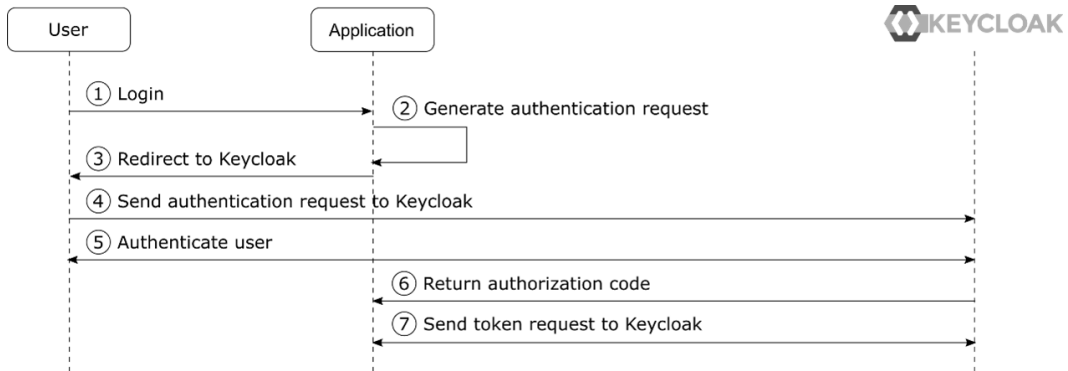 User
Application
KEYCLOAK
1 Login
2 Generate authentication request
3 Redirect to Keycloak
4 Send authentication request to Keycloak
5 Authenticate user
6 Return authorization code
7 Send token request to Keycloak